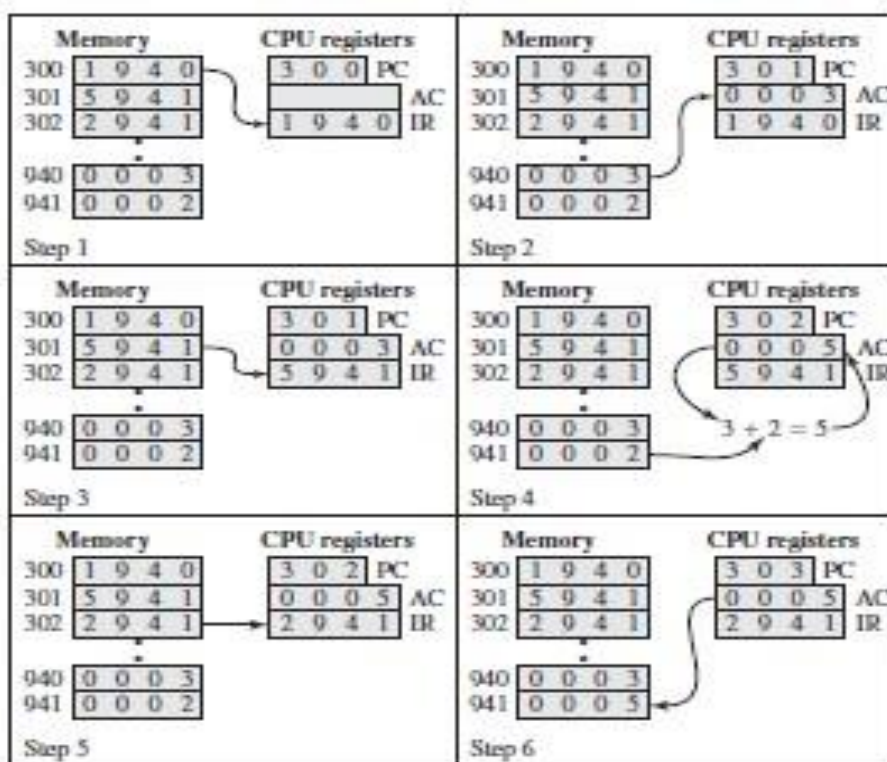 Memory CPU registers
300 1 9 4 0 3 0 0 PC
301 5 9 4 1 AC
302 2 9 4 1 1 9 4 0 IR
940 0 0 0 3
941 0 0 0 2
Step 1
Memory CPU registers
300 1 9 4 0 3 0 1 PC
301 5 9 4 1 0 0 0 3 AC
302 2 9 4 1 1 9 4 0 IR
940 0 0 0 3
941 0 0 0 2
Step 2
Memory CPU registers
300 1 9 4 0 3 0 1 PC
301 5 9 4 1 0 0 0 3 AC
302 2 9 4 1 5 9 4 1 IR
940 0 0 0 3
941 0 0 0 2
Step 3
Memory CPU registers
300 1 9 4 0 3 0 2 PC
301 5 9 4 1 0 0 0 5 AC
302 2 9 4 1 5 9 4 1 IR
940 0 0 0 3 3 + 2 = 5
941 0 0 0 2
Step 4
Memory CPU registers
300 1 9 4 0 3 0 2 PC
301 5 9 4 1 0 0 0 5 AC
302 2 9 4 1 2 9 4 1 IR
940 0 0 0 3
941 0 0 0 2
Step 5
Memory CPU registers
300 1 9 4 0 3 0 3 PC
301 5 9 4 1 0 0 0 5 AC
302 2 9 4 1 2 9 4 1 IR
940 0 0 0 3
941 0 0 0 5
Step 6